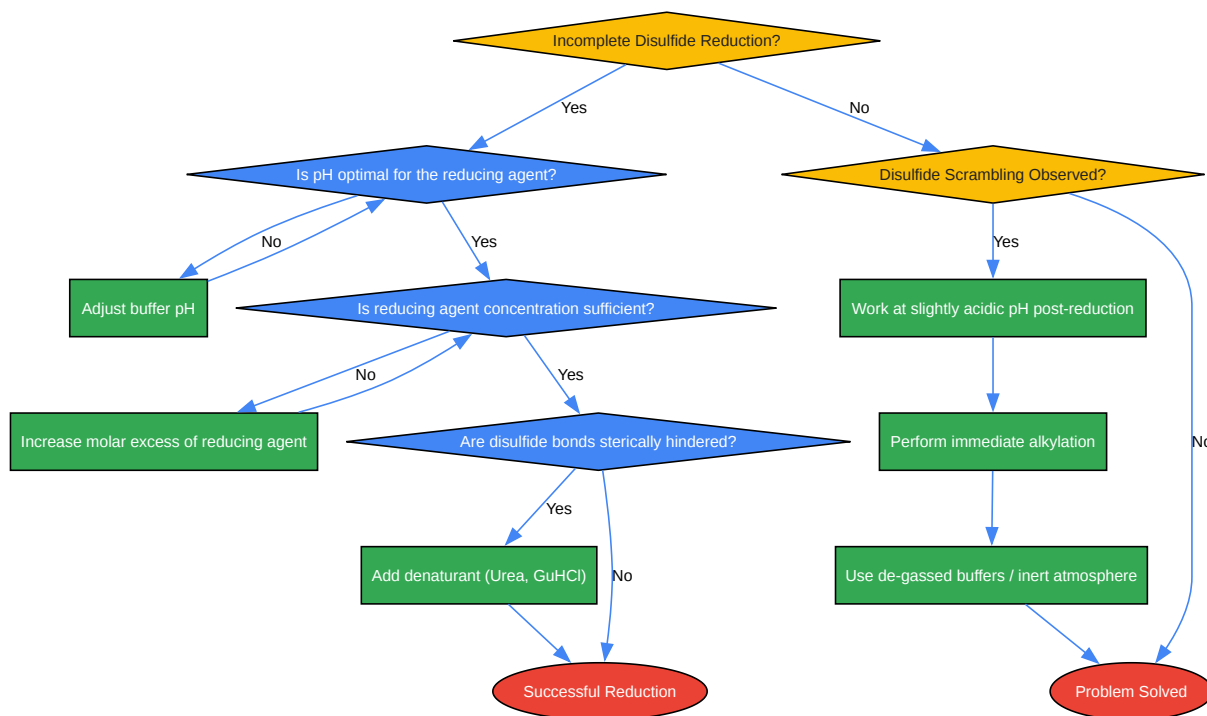 Incomplete Disulfide Reduction?
Yes
No
Is pH optimal for the reducing agent?
Disulfide Scrambling Observed?
No
Yes
Yes
Adjust buffer pH
Is reducing agent concentration sufficient?
Work at slightly acidic pH post-reduction
No
Yes
Increase molar excess of reducing agent
Are disulfide bonds sterically hindered?
Perform immediate alkylation
No
Yes
Add denaturant (Urea, GuHCl)
No
Use de-gassed buffers / inert atmosphere
Successful Reduction
Problem Solved